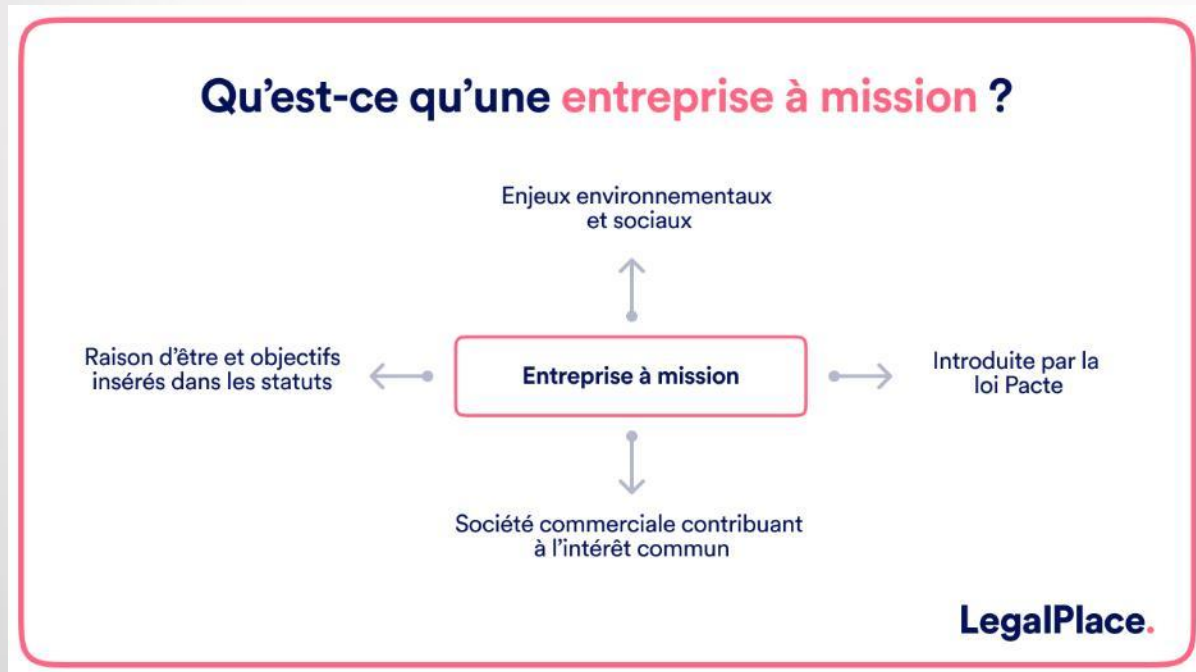 Qu'est-ce qu'une entreprise à mission ?
Enjeux environnementaux
et sociaux
Raison d'être et objectifs
insérés dans les statuts
Entreprise à mission
Introduite par la
loi Pacte
Société commerciale contribuant
à l'intérêt commun
LegalPlace.